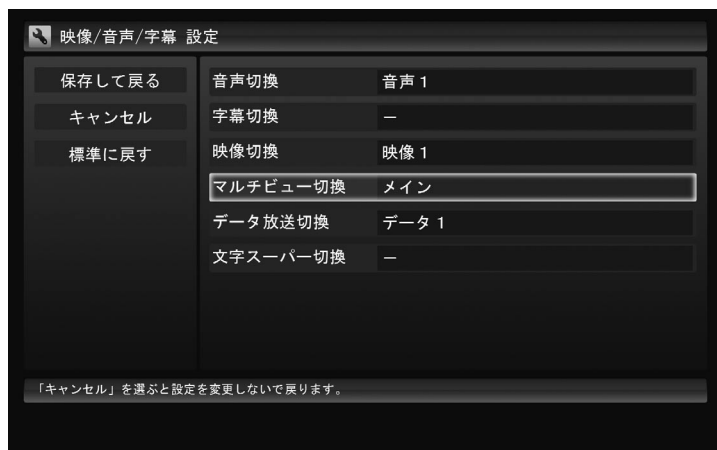 映像/音声/字幕 設定
保存して戻る
キャンセル
標準に戻す
音声切換 音声1
字幕切換 －
映像切換 映像1
マルチビュー切換 メイン
データ放送切換 データ1
文字スーパー切換 －
「キャンセル」を選ぶと設定を変更しないで戻ります。